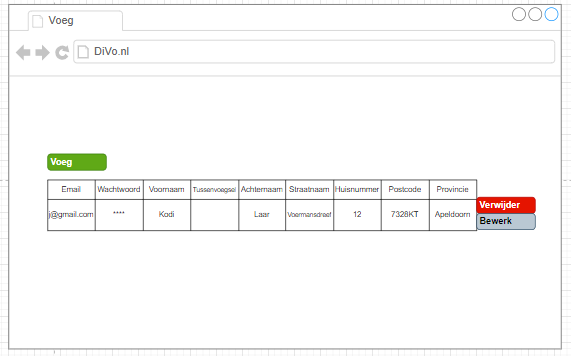 Voeg
DiVo.nl
Voeg
Email Wachtwoord Voornaam Tussenvoegsel Achternaam Straatnaam Huisnummer Postcode Provincie
j@gmail.com **** Kodi Laar Voermansdreef 12 7328KT Apeldoorn
Verwijder
Bewerk